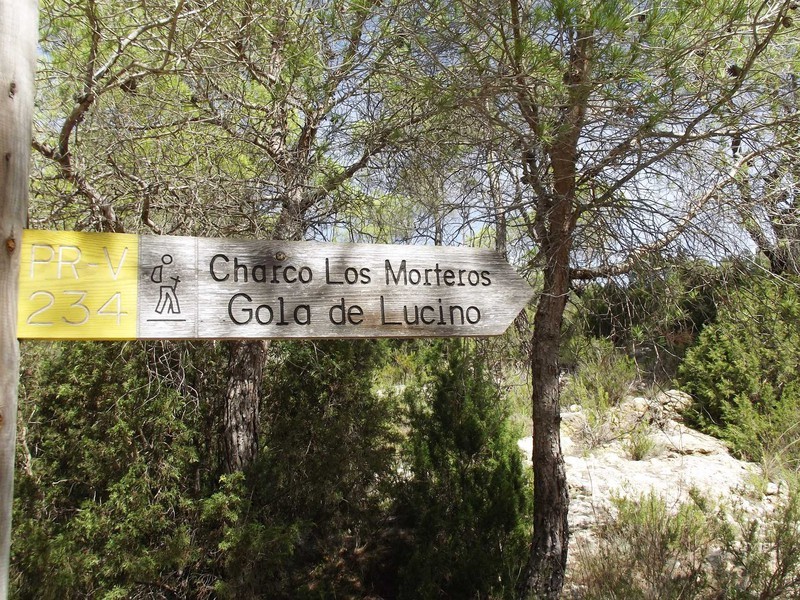 PR-V
234
Charco Los Morteros
Gola de Lucino